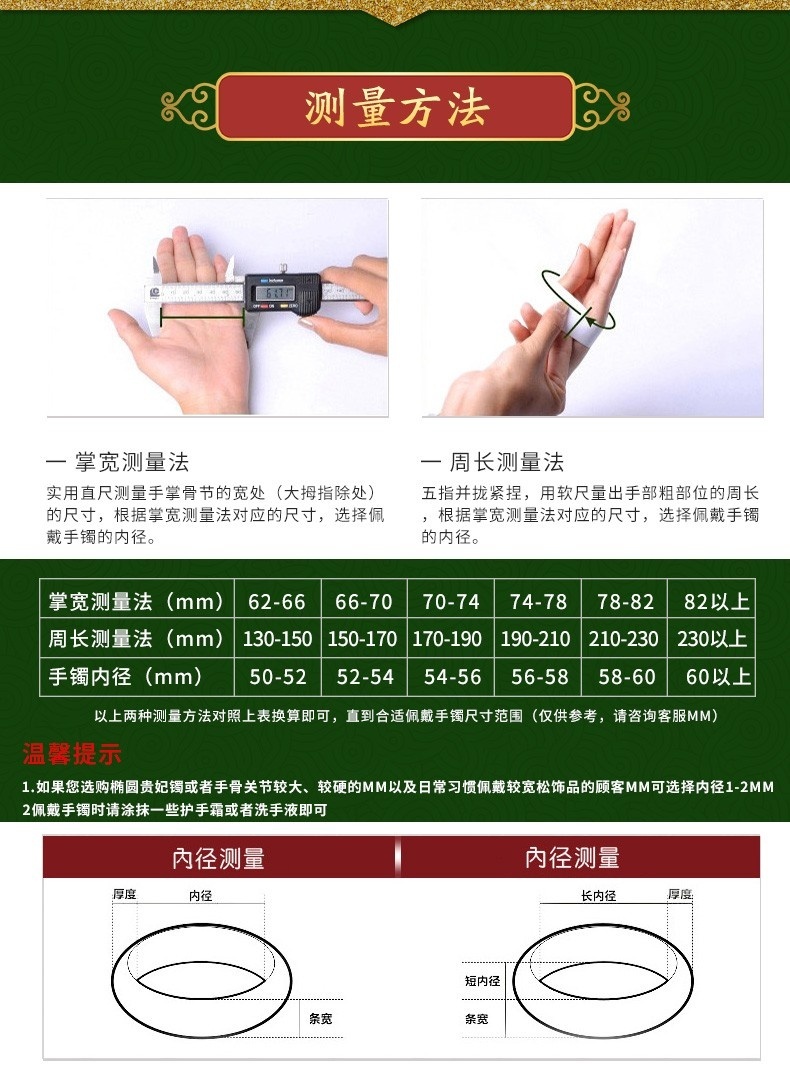 测量方法
61.71
一 掌宽测量法
实用直尺测量手掌骨节的宽处（大拇指除处）
的尺寸，根据掌宽测量法对应的尺寸，选择佩
戴手镯的内径。
一 周长测量法
五指并拢紧捏，用软尺量出手部粗部位的周长
，根据掌宽测量法对应的尺寸，选择佩戴手镯
的内径。
掌宽测量法（mm） 62-66 66-70 70-74 74-78 78-82 82以上
周长测量法（mm） 130-150 150-170 170-190 190-210 210-230 230以上
手镯内径（mm） 50-52 52-54 54-56 56-58 58-60 60以上
以上两种测量方法对照上表换算即可，直到合适佩戴手镯尺寸范围（仅供参考，请咨询客服MM）
温馨提示
1.如果您选购椭圆贵妃镯或者手骨关节较大、较硬的MM以及日常习惯佩戴较宽松饰品的顾客MM可选择内径1-2MM
2佩戴手镯时请涂抹一些护手霜或者洗手液即可
内径测量 内径测量
厚度 内径
条宽
长内径 厚度
短内径
条宽